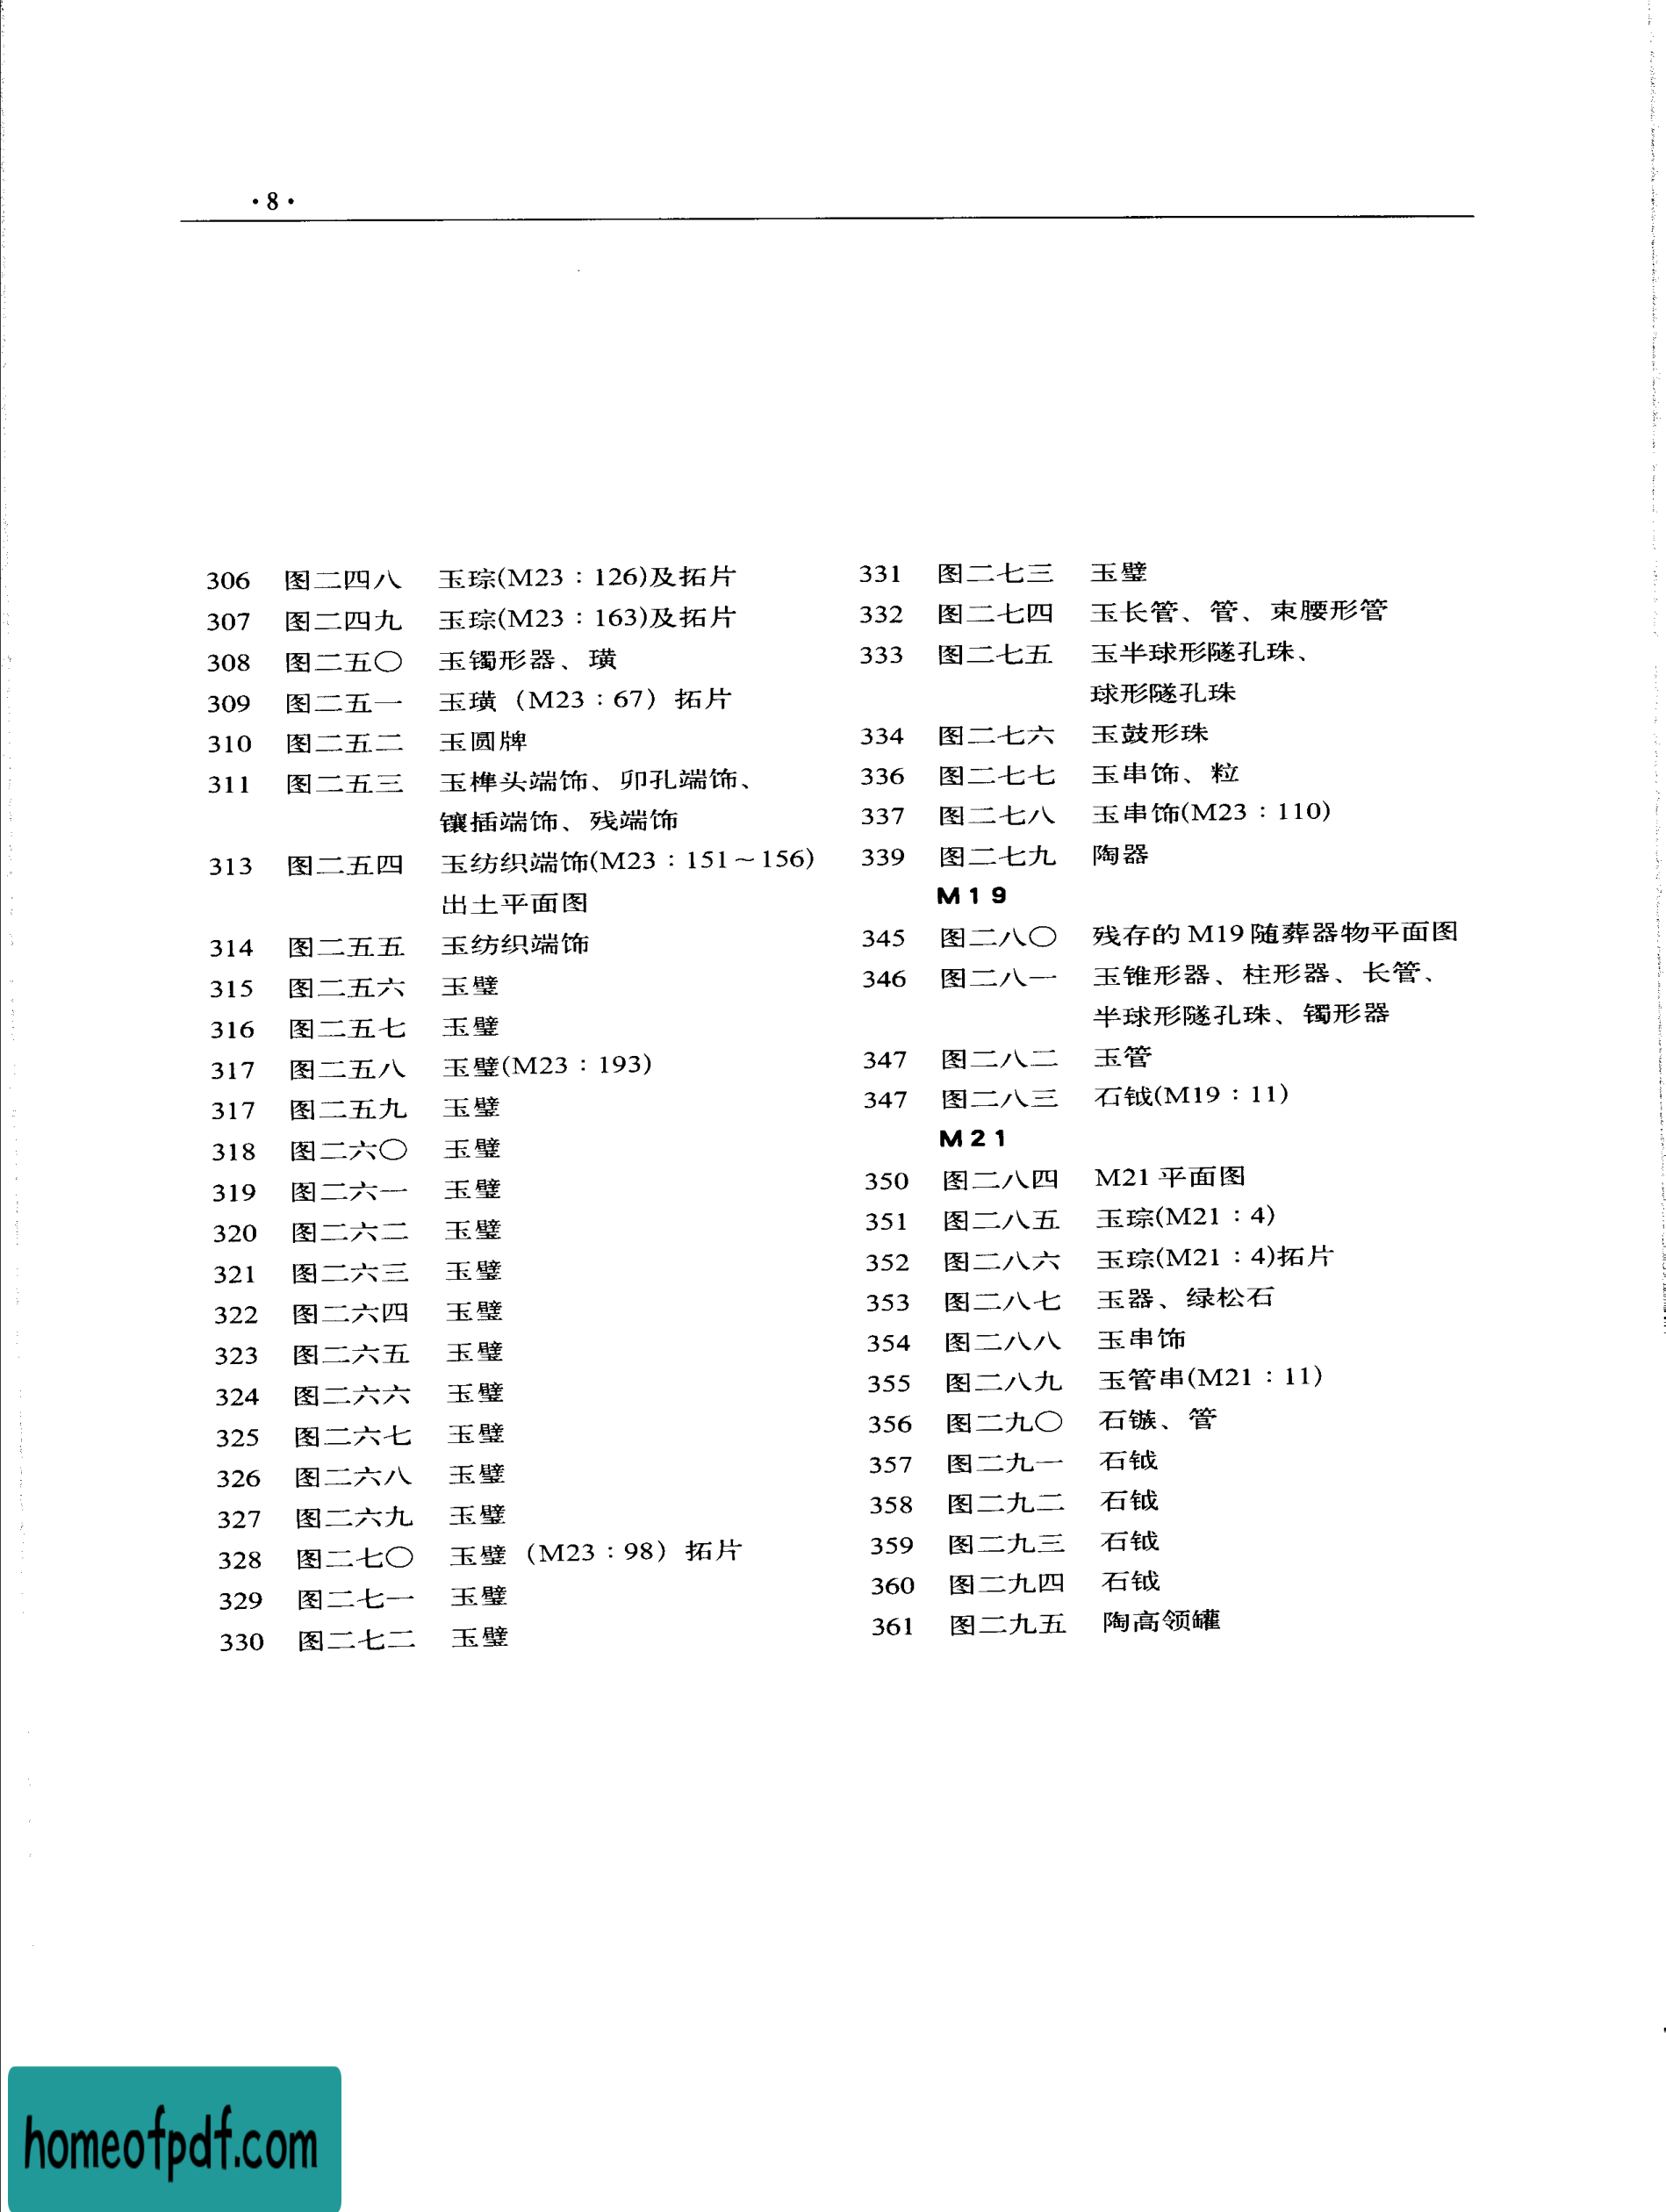 ·8·
306 图二四八 玉琮(M23：126)及拓片
307 图二四九 玉琮(M23：163)及拓片
308 图二五〇 玉镯形器、璜
309 图二五一 玉璜（M23：67）拓片
310 图二五二 玉圆牌
311 图二五三 玉榫头端饰、卯孔端饰、
镶插端饰、残端饰
313 图二五四 玉纺织端饰(M23：151～156)
出土平面图
314 图二五五 玉纺织端饰
315 图二五六 玉璧
316 图二五七 玉璧
317 图二五八 玉璧(M23：193)
317 图二五九 玉璧
318 图二六〇 玉璧
319 图二六一 玉璧
320 图二六二 玉璧
321 图二六三 玉璧
322 图二六四 玉璧
323 图二六五 玉璧
324 图二六六 玉璧
325 图二六七 玉璧
326 图二六八 玉璧
327 图二六九 玉璧
328 图二七〇 玉璧（M23：98）拓片
329 图二七一 玉璧
330 图二七二 玉璧
331 图二七三 玉璧
332 图二七四 玉长管、管、束腰形管
333 图二七五 玉半球形隧孔珠、
球形隧孔珠
334 图二七六 玉鼓形珠
336 图二七七 玉串饰、粒
337 图二七八 玉串饰(M23：110)
339 图二七九 陶器
M19
345 图二八〇 残存的M19随葬器物平面图
346 图二八一 玉锥形器、柱形器、长管、
半球形隧孔珠、镯形器
347 图二八二 玉管
347 图二八三 石钺(M19：11)
M21
350 图二八四 M21平面图
351 图二八五 玉琮(M21：4)
352 图二八六 玉琮(M21：4)拓片
353 图二八七 玉器、绿松石
354 图二八八 玉串饰
355 图二八九 玉管串(M21：11)
356 图二九〇 石镞、管
357 图二九一 石钺
358 图二九二 石钺
359 图二九三 石钺
360 图二九四 石钺
361 图二九五 陶高领罐
homeofpdf.com